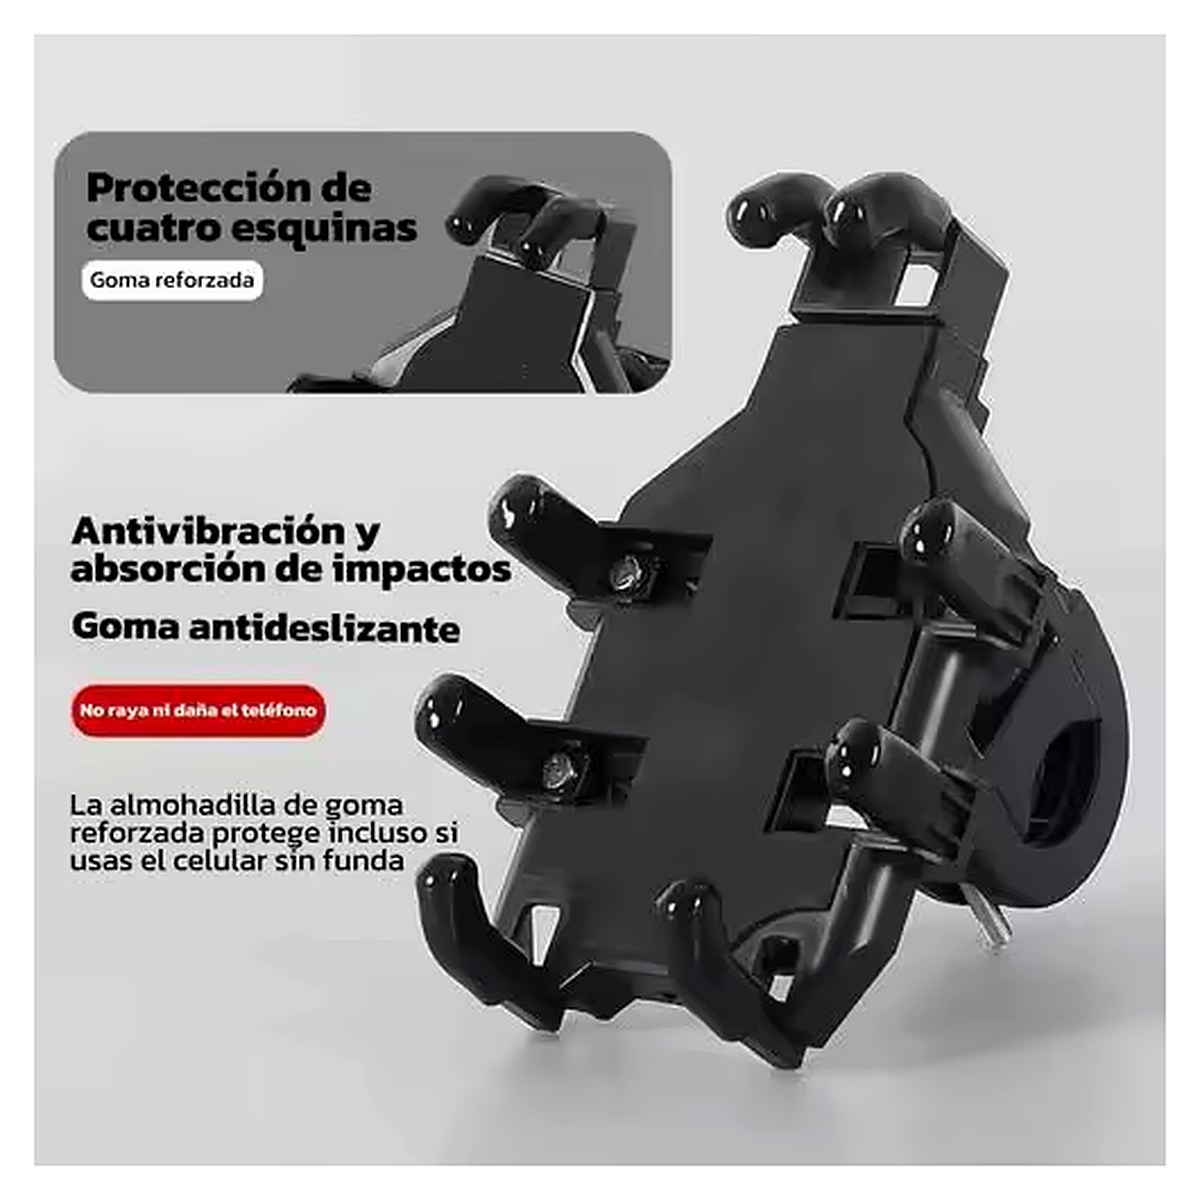 Protección de
cuatro esquinas
Goma reforzada
Antivibración y
absorción de impactos
Goma antideslizante
No raya ni daña el teléfono
La almohadilla de goma
reforzada protege incluso si
usas el celular sin funda